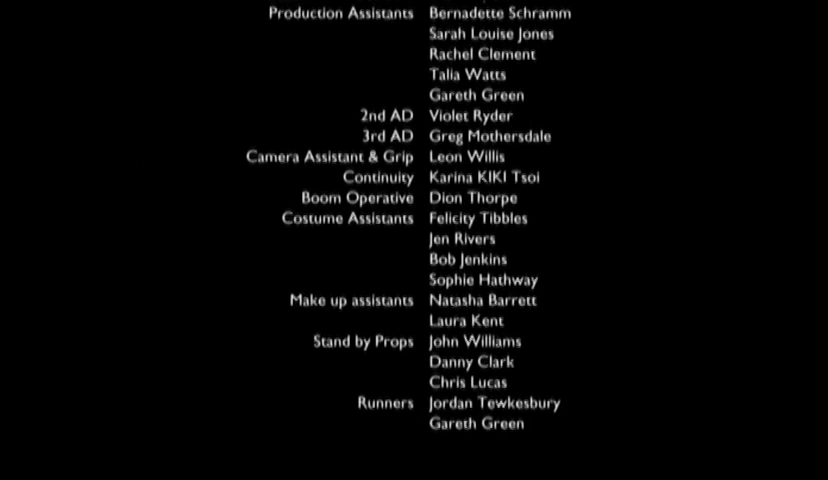 Production Assistants Bernadette Schramm
Sarah Louise Jones
Rachel Clement
Talia Watts
Gareth Green
2nd AD Violet Ryder
3rd AD Greg Mothersdale
Camera Assistant & Grip Leon Willis
Continuity Karina KIKI Tsoi
Boom Operative Dion Thorpe
Costume Assistants Felicity Tibbles
Jen Rivers
Bob Jenkins
Sophie Hathway
Make up assistants Natasha Barrett
Laura Kent
Stand by Props John Williams
Danny Clark
Chris Lucas
Runners Jordan Tewkesbury
Gareth Green